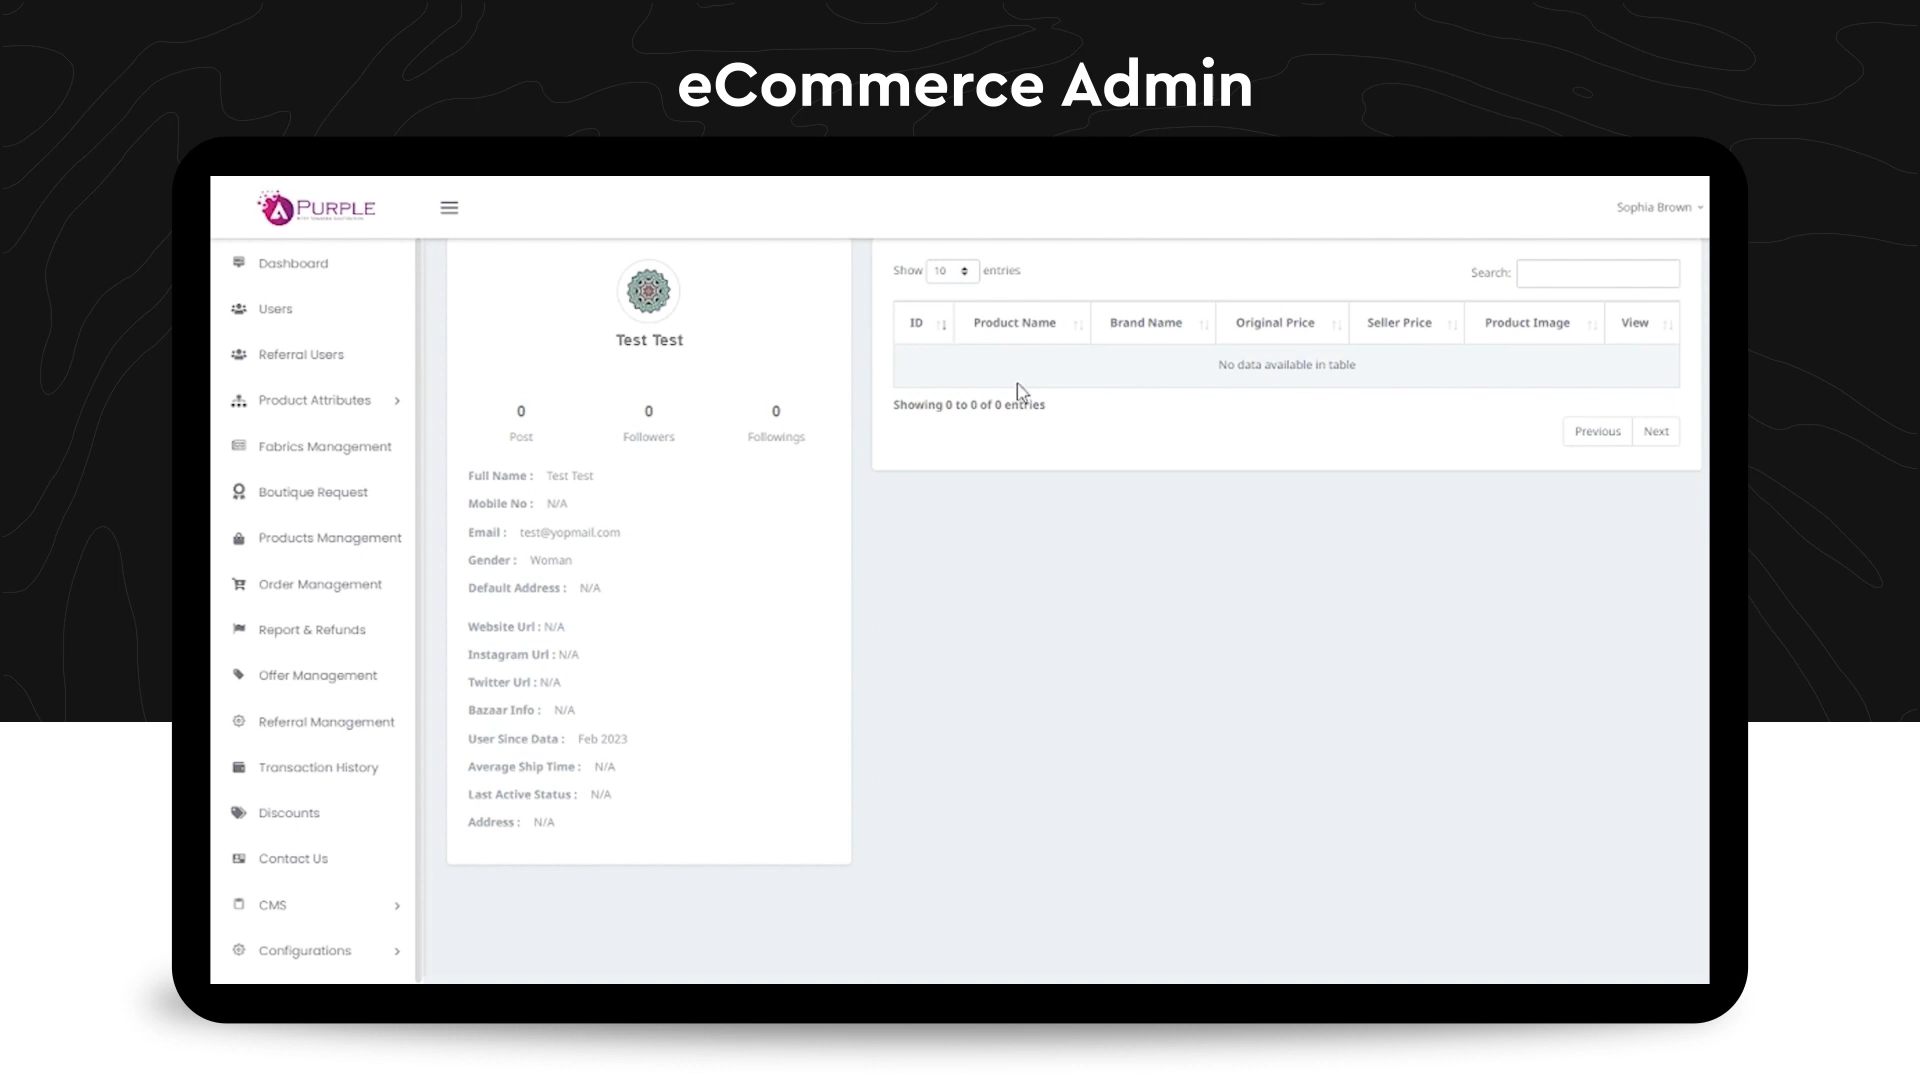 eCommerce Admin
A PURPLE
Sophia Brown
Dashboard
Users
Referral Users
Product Attributes
Fabrics Management
Boutique Request
Products Management
Order Management
Report & Refunds
Offer Management
Referral Management
Transaction History
Discounts
Contact Us
CMS
Configurations
Test Test
0 0 0
Post Followers Followings
Full Name : Test Test
Mobile No : N/A
Email : test@yopmail.com
Gender : Woman
Default Address : N/A
Website Url : N/A
Instagram Url : N/A
Twitter Url : N/A
Bazaar Info : N/A
User Since Data : Feb 2023
Average Ship Time : N/A
Last Active Status : N/A
Address : N/A
Show 10 entries
Search:
ID Product Name Brand Name Original Price Seller Price Product Image View
No data available in table
Showing 0 to 0 of 0 entries
Previous Next